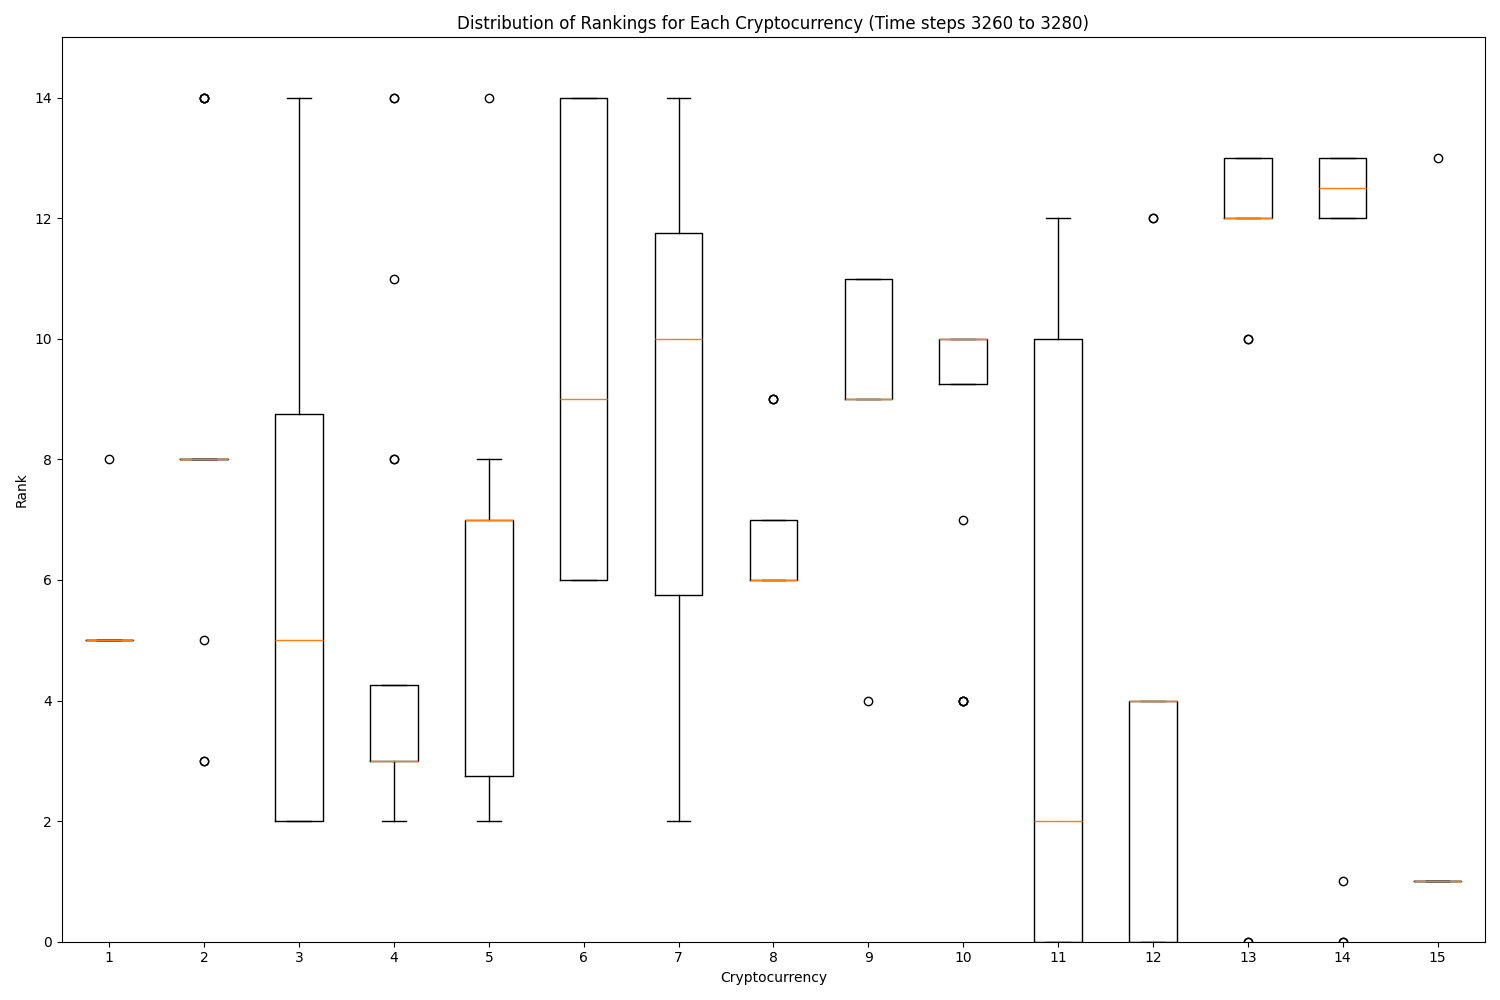 Distribution of Rankings for Each Cryptocurrency (Time steps 3260 to 3280)
14
12
10
8
6
4
2
0
Rank
1 2 3 4 5 6 7 8 9 10 11 12 13 14 15
Cryptocurrency